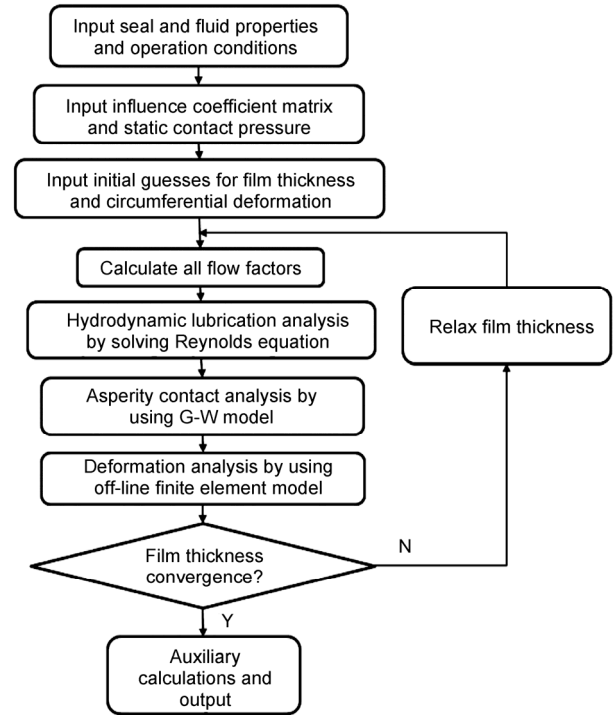 Input seal and fluid properties
and operation conditions
Input influence coefficient matrix
and static contact pressure
Input initial guesses for film thickness
and circumferential deformation
Calculate all flow factors
Hydrodynamic lubrication analysis
by solving Reynolds equation
Relax film thickness
Asperity contact analysis by
using G-W model
Deformation analysis by using
off-line finite element model
Film thickness
convergence?
N
Y
Auxiliary
calculations and
output